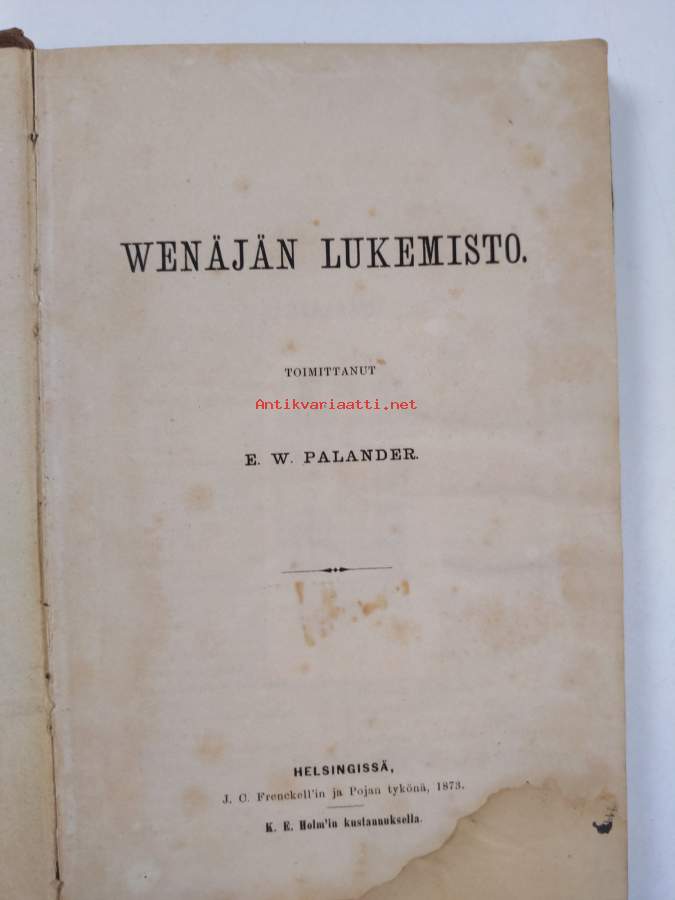 WENÄJÄN LUKEMISTO.
TOIMITTANUT
Antikvariaatti.net
E. W. PALANDER.
HELSINGISSÄ,
J. C. Frenckell'in ja Pojan tykönä, 1873.
K. E. Holm'in kustannuksella.